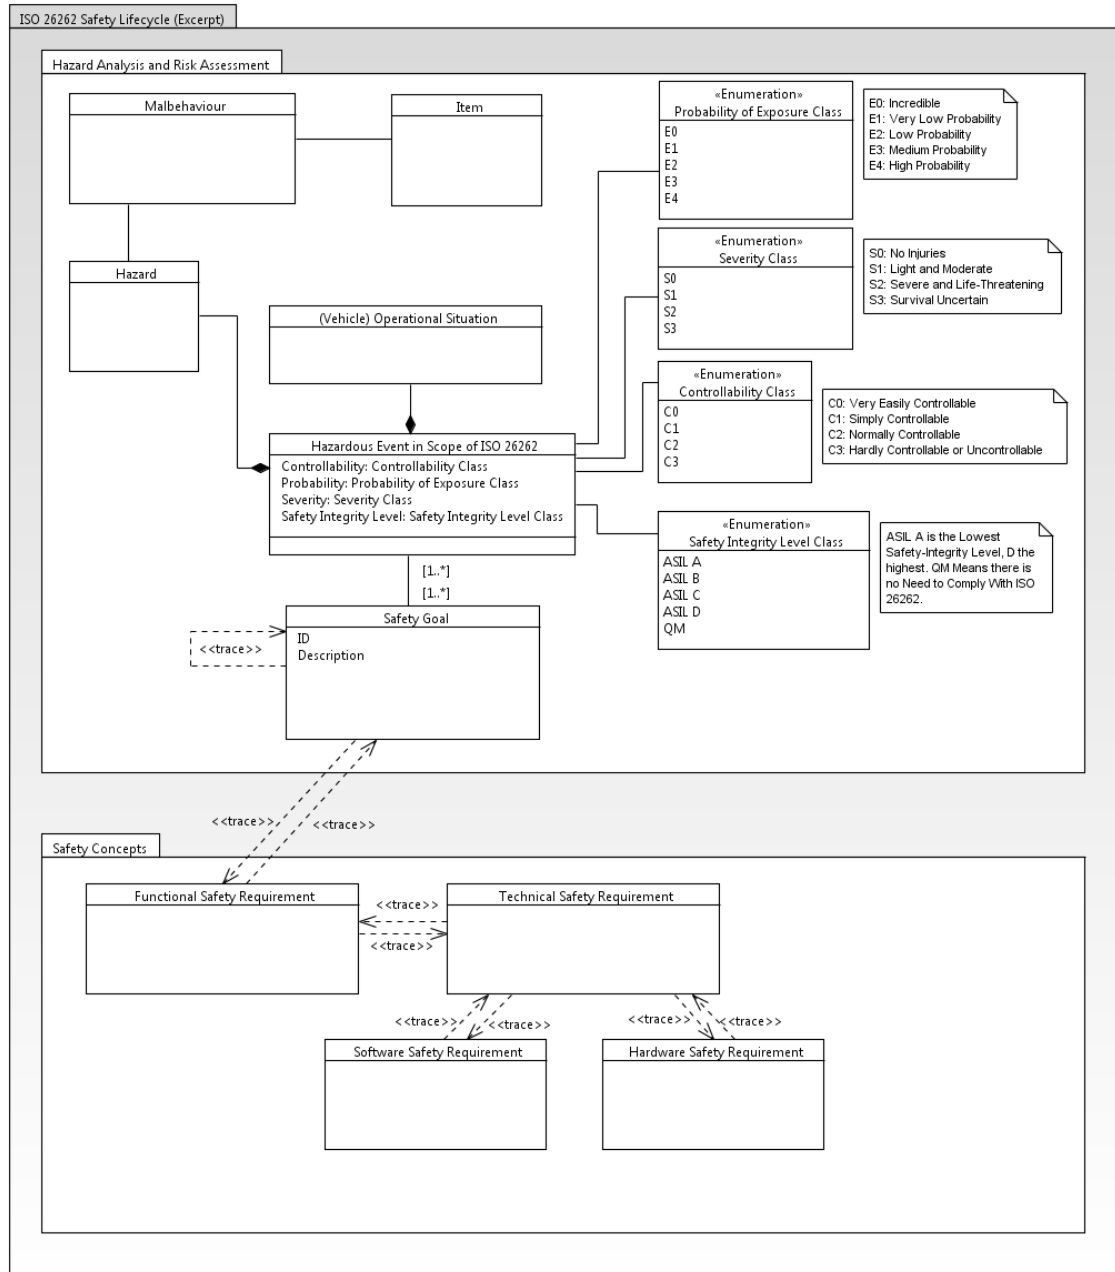 ISO 26262 Safety Lifecycle (Excerpt)
Hazard Analysis and Risk Assessment
Malbehaviour
Item
«Enumeration»
Probability of Exposure Class
E0
E1
E2
E3
E4
E0: Incredible
E1: Very Low Probability
E2: Low Probability
E3: Medium Probability
E4: High Probability
Hazard
«Enumeration»
Severity Class
S0
S1
S2
S3
S0: No Injuries
S1: Light and Moderate
S2: Severe and Life-Threatening
S3: Survival Uncertain
(Vehicle) Operational Situation
«Enumeration»
Controllability Class
C0
C1
C2
C3
C0: Very Easily Controllable
C1: Simply Controllable
C2: Normally Controllable
C3: Hardly Controllable or Uncontrollable
Hazardous Event in Scope of ISO 26262
Controllability: Controllability Class
Probability: Probability of Exposure Class
Severity: Severity Class
Safety Integrity Level: Safety Integrity Level Class
«Enumeration»
Safety Integrity Level Class
ASIL A
ASIL B
ASIL C
ASIL D
QM
ASIL A is the Lowest
Safety-Integrity Level, D the
highest. QM Means there is
no Need to Comply With ISO
26262.
[1..*]
[1..*]
Safety Goal
ID
Description
<<trace>>
<<trace>>
<<trace>>
Safety Concepts
Functional Safety Requirement
Technical Safety Requirement
<<trace>>
<<trace>>
<<trace>>
<<trace>>
<<trace>>
<<trace>>
Software Safety Requirement
Hardware Safety Requirement